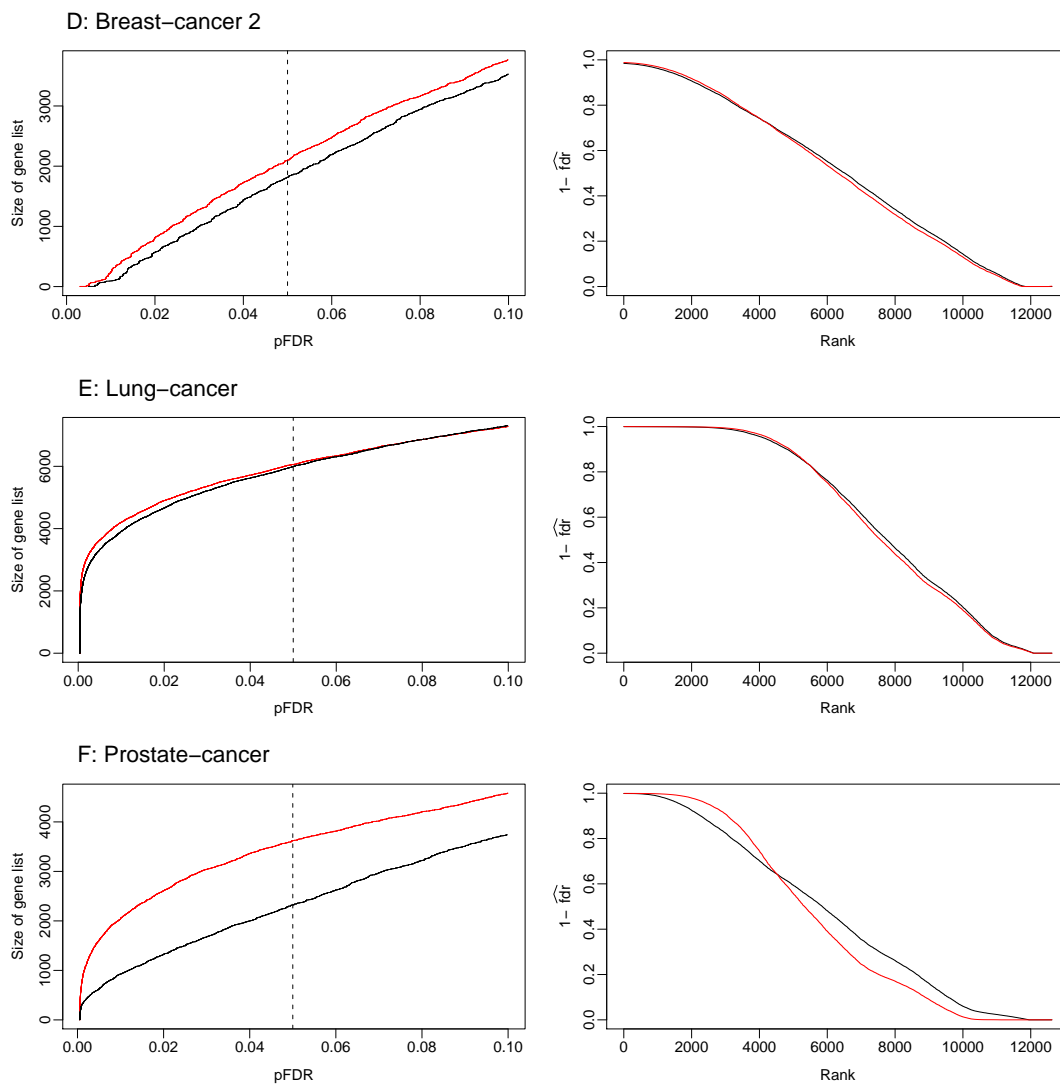 D: Breast−cancer 2
Size of gene list
0 1000 2000 3000
0.00 0.02 0.04 0.06 0.08 0.10
pFDR
1− fdr
0.0 0.2 0.4 0.6 0.8 1.0
0 2000 4000 6000 8000 10000 12000
Rank
E: Lung−cancer
Size of gene list
0 2000 4000 6000
0.00 0.02 0.04 0.06 0.08 0.10
pFDR
1− fdr
0.0 0.2 0.4 0.6 0.8 1.0
0 2000 4000 6000 8000 10000 12000
Rank
F: Prostate−cancer
Size of gene list
0 1000 2000 3000 4000
0.00 0.02 0.04 0.06 0.08 0.10
pFDR
1− fdr
0.0 0.2 0.4 0.6 0.8 1.0
0 2000 4000 6000 8000 10000 12000
Rank